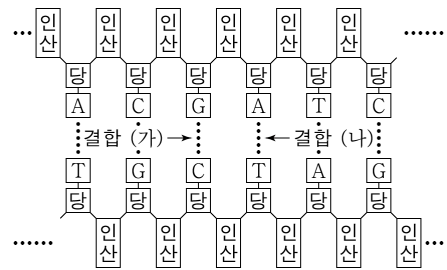 … 인산 인산 인산 인산 인산 인산 ……
당 당 당 당 당 당
A C G A T C
결합 (가) → ← 결합 (나)
T G C T A G
당 당 당 당 당 당
…… 인산 인산 인산 인산 인산 인산 …